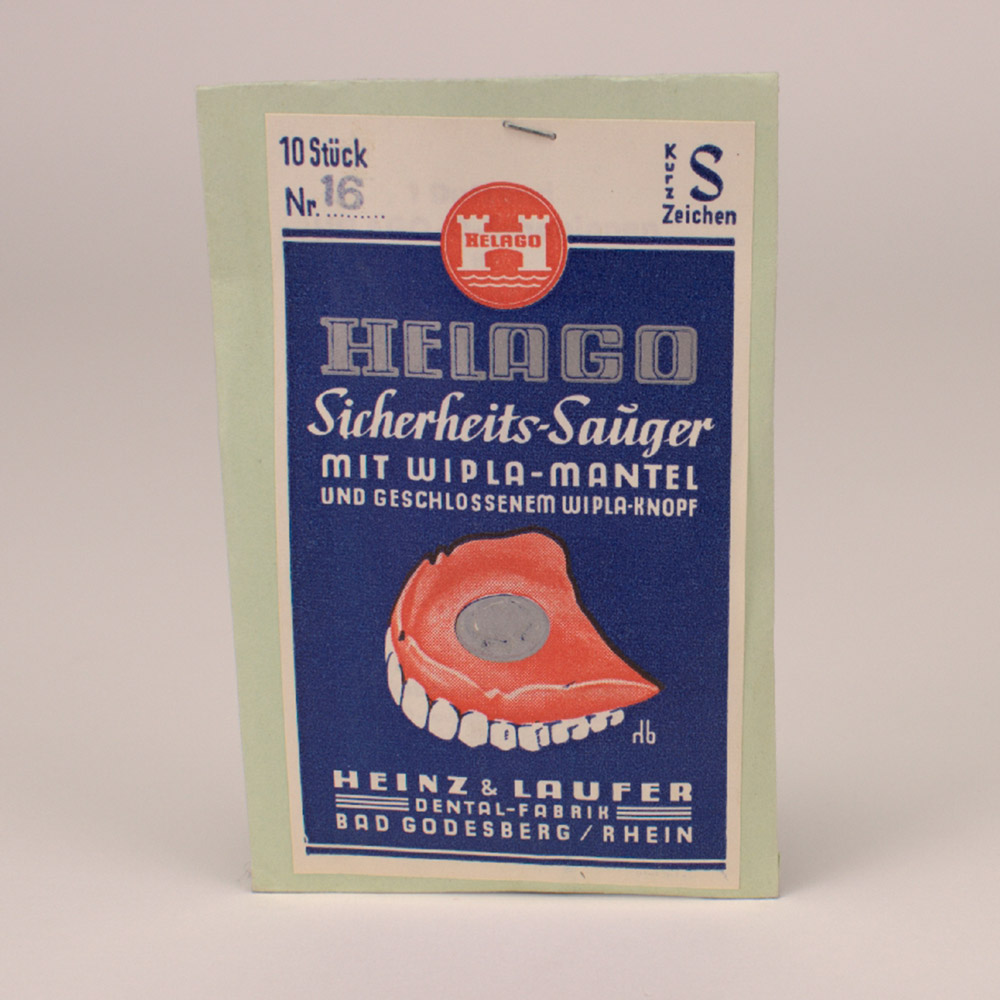 10 Stück
Nr. 16
Kurz
Zeichen
S
HELAGO
HELAGO
Sicherheits-Sauger
MIT WIPLA-MANTEL
UND GESCHLOSSENEM WIPLA-KNOPF
HEINZ & LAUFER
DENTAL-FABRIK
BAD GODESBERG / RHEIN